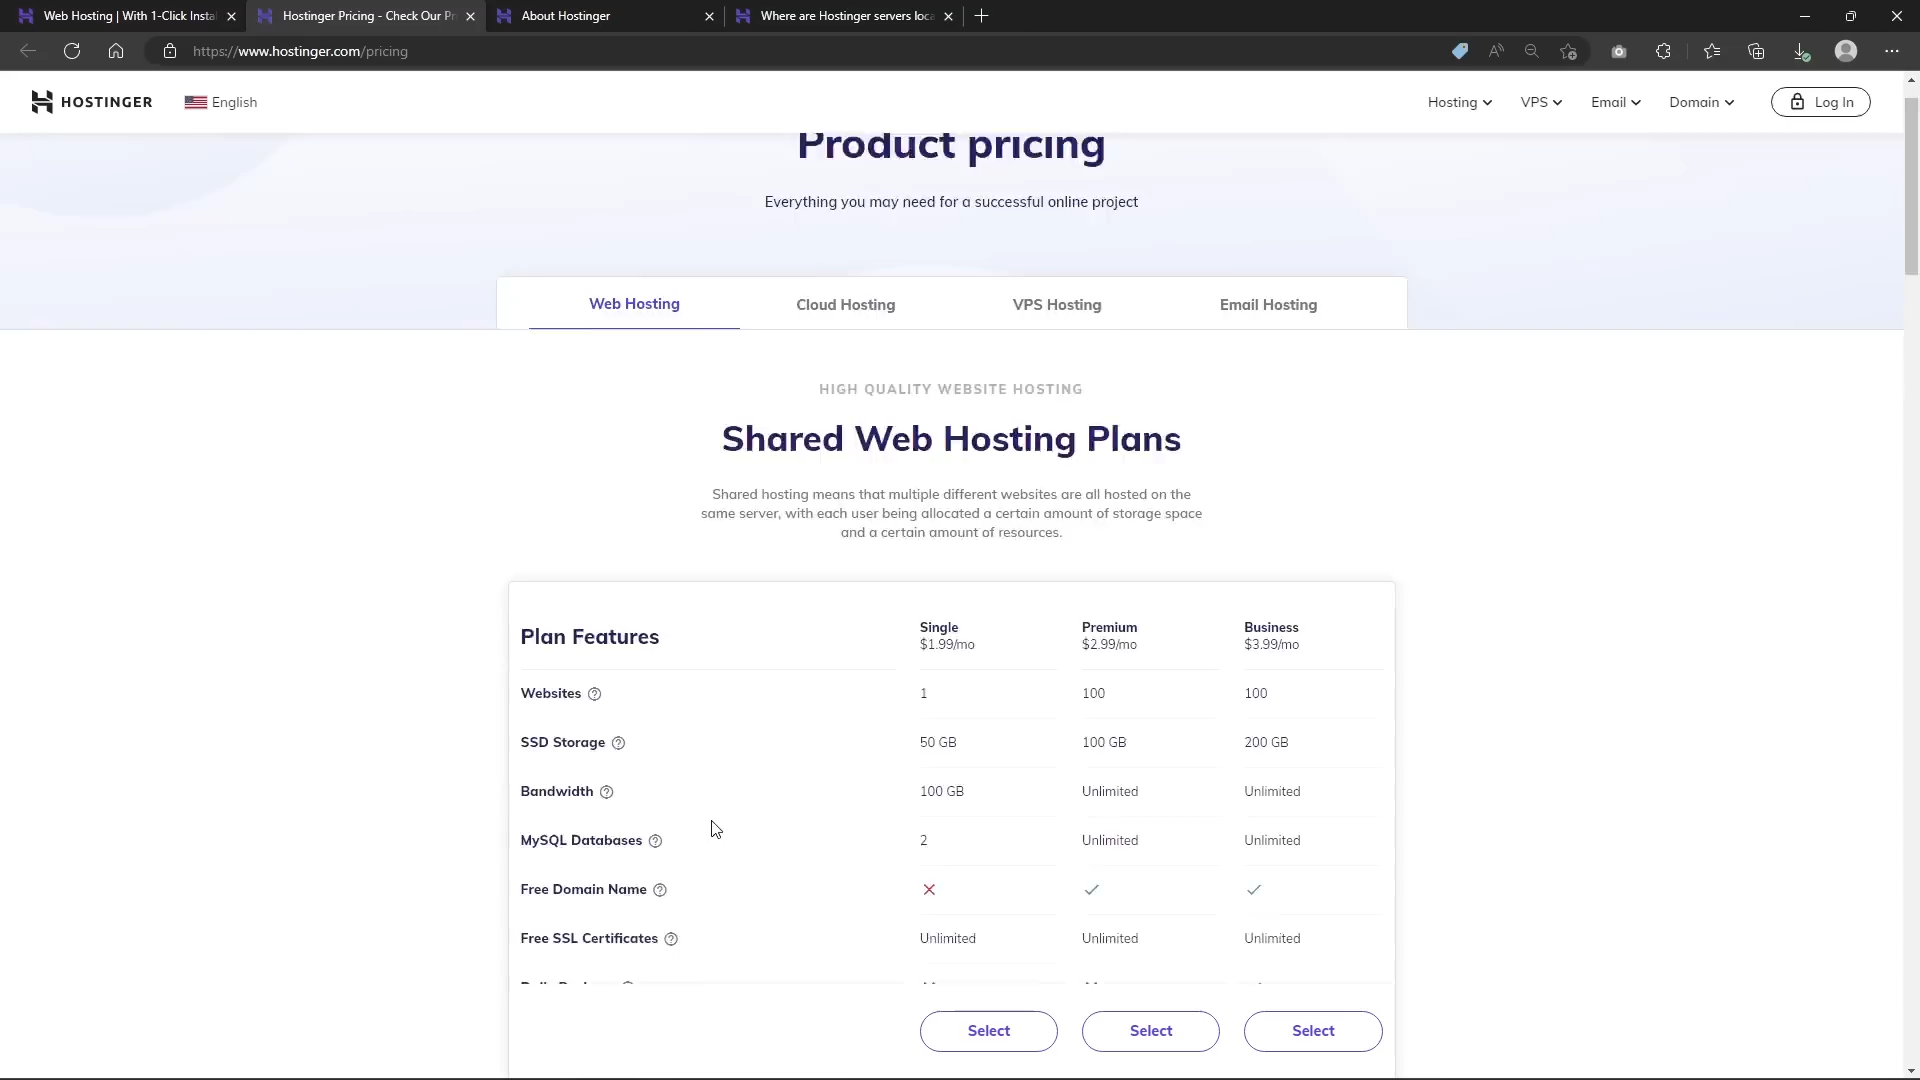 Web Hosting | With 1-Click Instal
Hostinger Pricing - Check Our Pr
About Hostinger
Where are Hostinger servers loca
https://www.hostinger.com/pricing
HOSTINGER
English
Hosting
VPS
Email
Domain
Log In
Product pricing
Everything you may need for a successful online project
Web Hosting
Cloud Hosting
VPS Hosting
Email Hosting
HIGH QUALITY WEBSITE HOSTING
Shared Web Hosting Plans
Shared hosting means that multiple different websites are all hosted on the
same server, with each user being allocated a certain amount of storage space
and a certain amount of resources.
Plan Features
Single
$1.99/mo
Premium
$2.99/mo
Business
$3.99/mo
Websites 1 100 100
SSD Storage 50 GB 100 GB 200 GB
Bandwidth 100 GB Unlimited Unlimited
MySQL Databases 2 Unlimited Unlimited
Free Domain Name
Free SSL Certificates Unlimited Unlimited Unlimited
Select Select Select